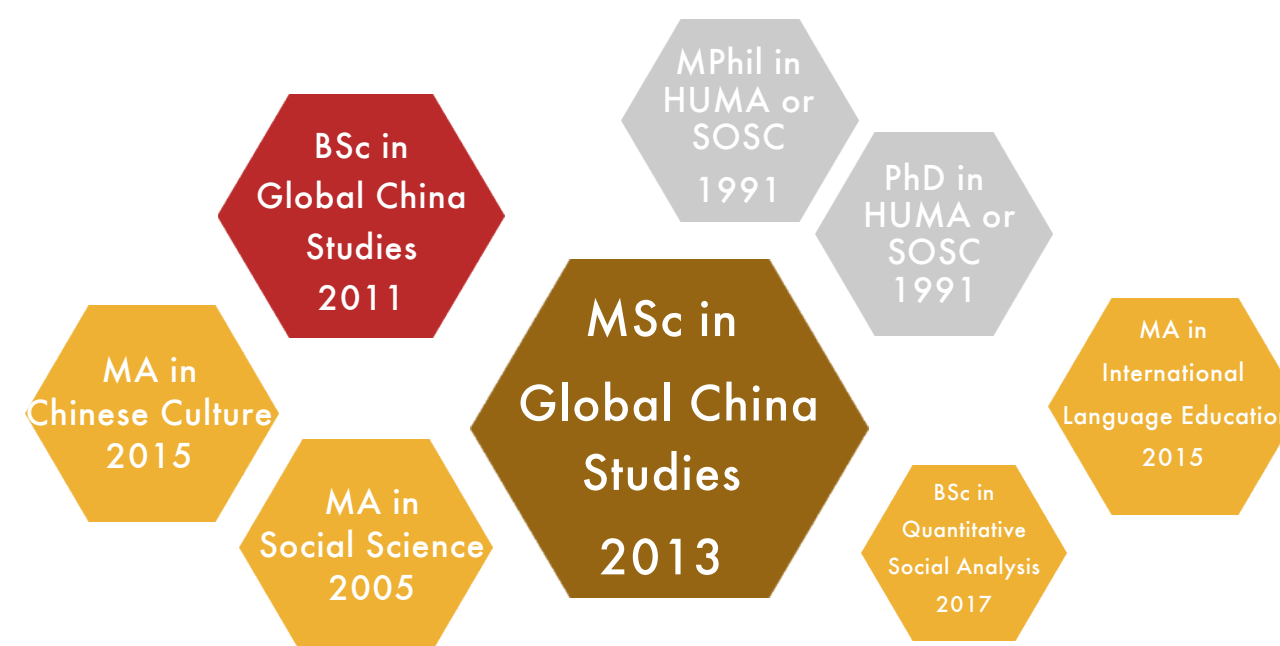 MPhil in
HUMA or
SOSC
1991
BSc in
Global China
Studies
2011
PhD in
HUMA or
SOSC
1991
MSc in
Global China
Studies
2013
MA in
Chinese Culture
2015
MA in
International
Language Education
2015
MA in
Social Science
2005
BSc in
Quantitative
Social Analysis
2017